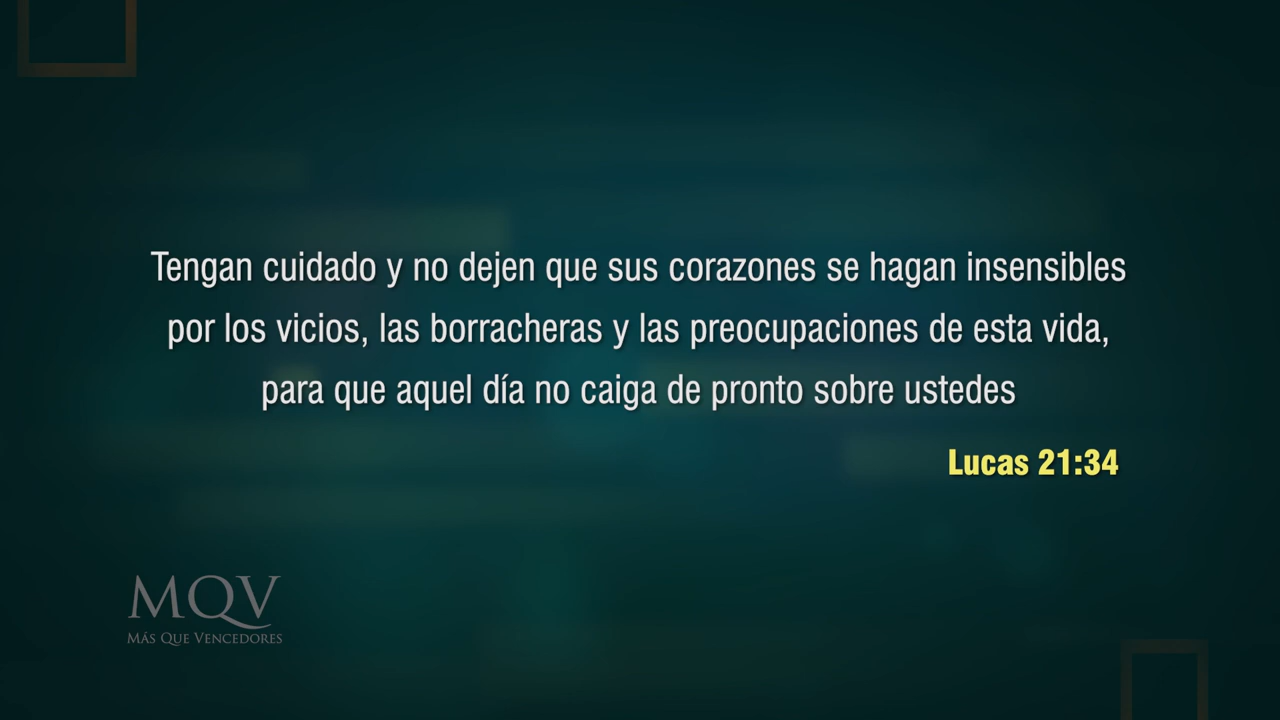 Tengan cuidado y no dejen que sus corazones se hagan insensibles
por los vicios, las borracheras y las preocupaciones de esta vida,
para que aquel día no caiga de pronto sobre ustedes
Lucas 21:34
MQV
MÁS QUE VENCEDORES